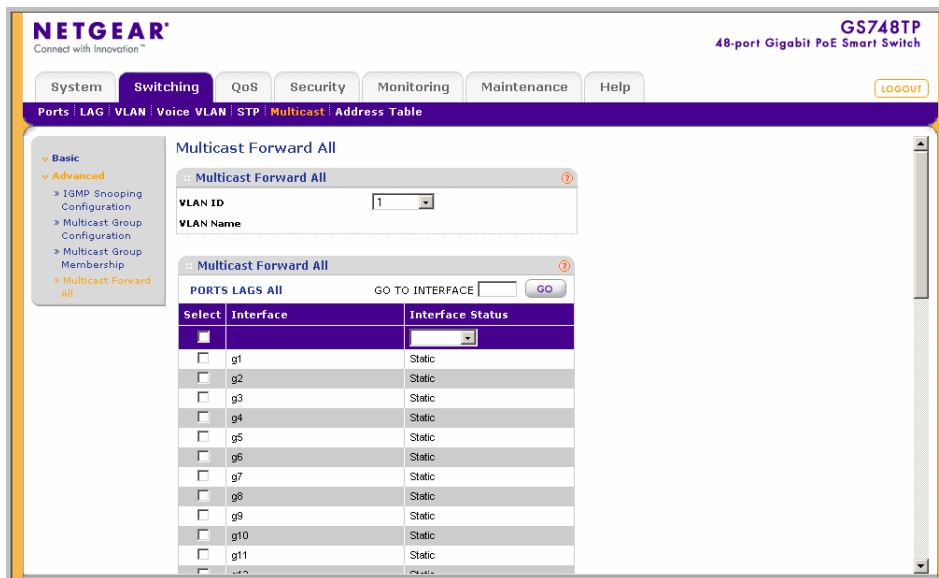 NETGEAR®
Connect with Innovation™
GS748TP
48-port Gigabit PoE Smart Switch
System Switching QoS Security Monitoring Maintenance Help LOGOUT
Ports LAG VLAN Voice VLAN STP Multicast Address Table
Basic
Advanced
IGMP Snooping
Configuration
Multicast Group
Configuration
Multicast Group
Membership
Multicast Forward
All
Multicast Forward All
Multicast Forward All ?
VLAN ID 1
VLAN Name
Multicast Forward All ?
PORTS LAGS All GO TO INTERFACE GO
Select Interface Interface Status
g1 Static
g2 Static
g3 Static
g4 Static
g5 Static
g6 Static
g7 Static
g8 Static
g9 Static
g10 Static
g11 Static